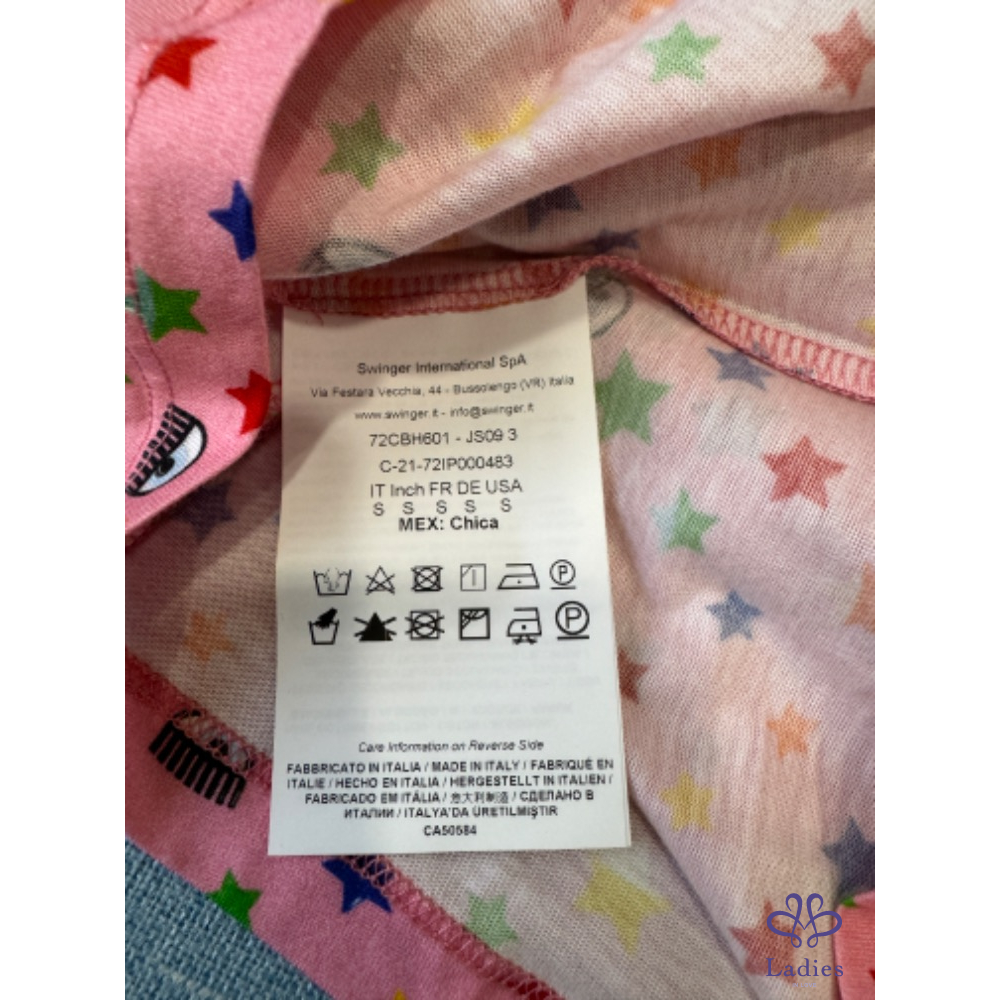 Swinger International SpA
Via Festara Vecchia, 44 - Bussolengo (VR) Italia
www.swinger.it - info@swinger.it
72CBH601 - JS09 3
C-21-72IP000483
IT Inch FR DE USA
S S S S S
MEX: Chica
P
P
Care Information on Reverse Side
FABBRICATO IN ITALIA / MADE IN ITALY / FABRIQUÉ EN
ITALIE / HECHO EN ITALIA / HERGESTELLT IN ITALIEN /
FABRICADO EM ITÁLIA / 意大利制造 / СДЕЛАНО В
ИТАЛИИ / ITALYA'DA ÜRETILMIŞTIR
CA50684
Ladies